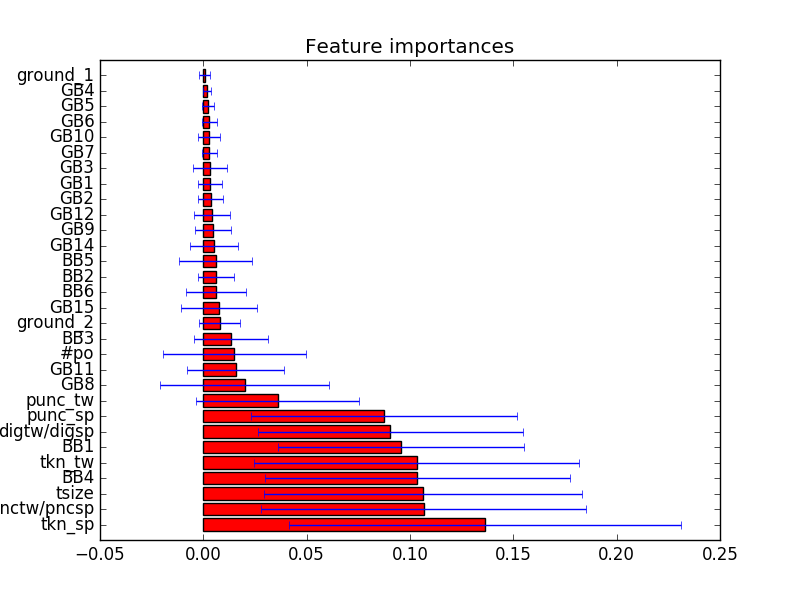 Feature importances
ground_1
GB4
GB5
GB6
GB10
GB7
GB3
GB1
GB2
GB12
GB9
GB14
BB5
BB2
BB6
GB15
ground_2
BB3
#po
GB11
GB8
punc_tw
punc_sp
digtw/digsp
BB1
tkn_tw
BB4
tsize
nctw/pncsp
tkn_sp
−0.05 0.00 0.05 0.10 0.15 0.20 0.25